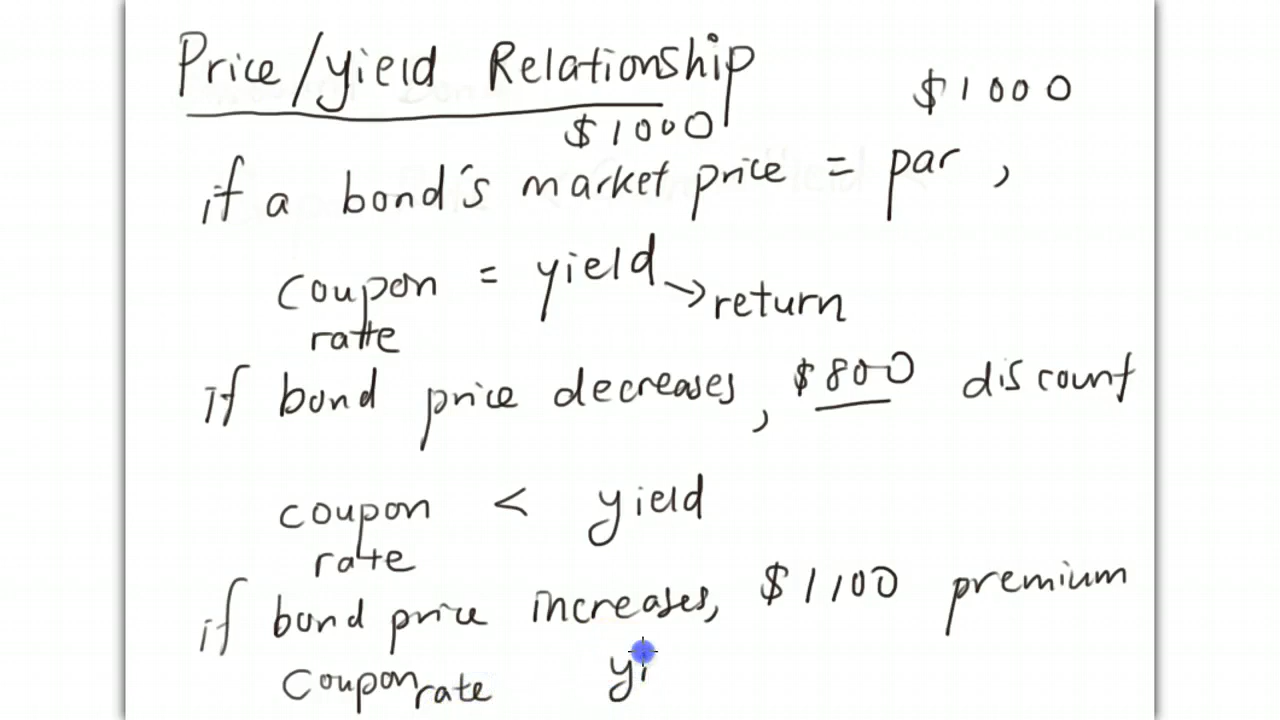 Price/yield Relationship
$1000
$1000
if a bond's market price = par,
coupon = yield → return
rate
if bond price decreases, $800 discount
coupon < yield
rate
if bond price increases, $1100 premium
coupon rate yi